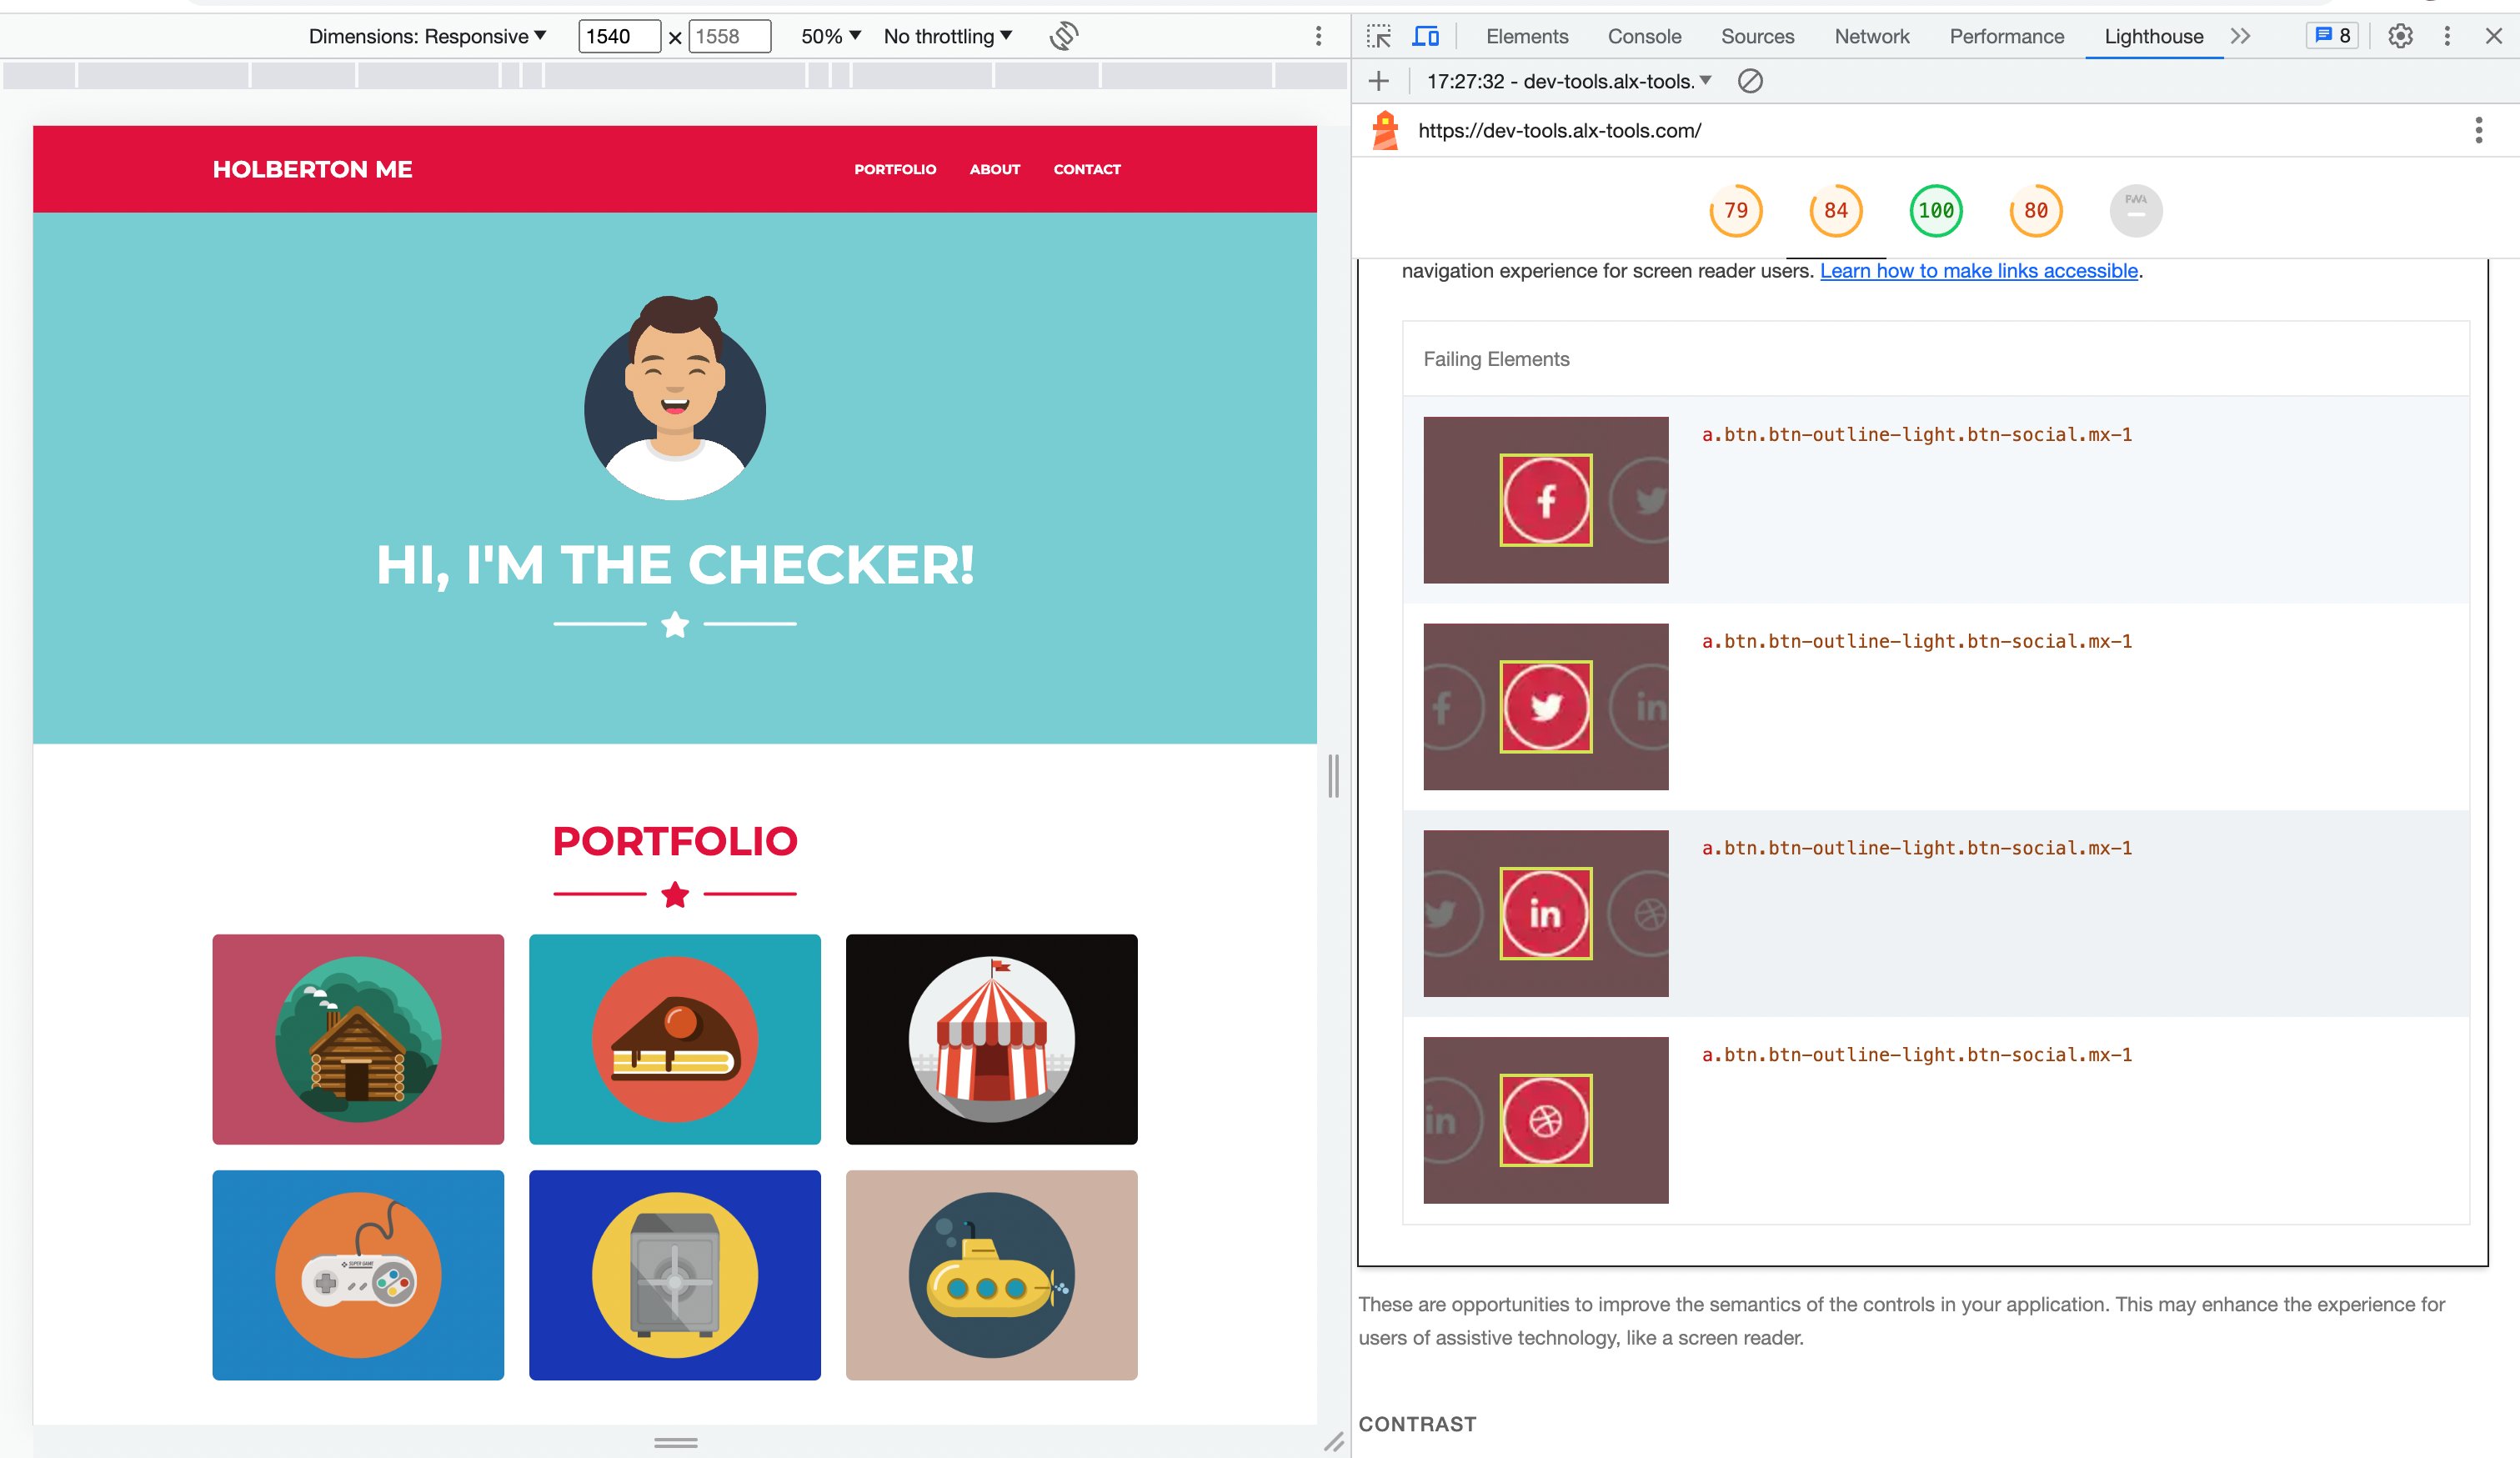 Dimensions: Responsive ▼ 1540 × 1558 50% ▼ No throttling ▼
Elements Console Sources Network Performance Lighthouse 8
17:27:32 - dev-tools.alx-tools. ▼
https://dev-tools.alx-tools.com/
79 84 100 80 PWA
HOLBERTON ME PORTFOLIO ABOUT CONTACT
HI, I'M THE CHECKER!
PORTFOLIO
SUPER GAME
navigation experience for screen reader users. Learn how to make links accessible.
Failing Elements
a.btn.btn-outline-light.btn-social.mx-1
a.btn.btn-outline-light.btn-social.mx-1
in
a.btn.btn-outline-light.btn-social.mx-1
in
a.btn.btn-outline-light.btn-social.mx-1
in
These are opportunities to improve the semantics of the controls in your application. This may enhance the experience for
users of assistive technology, like a screen reader.
CONTRAST